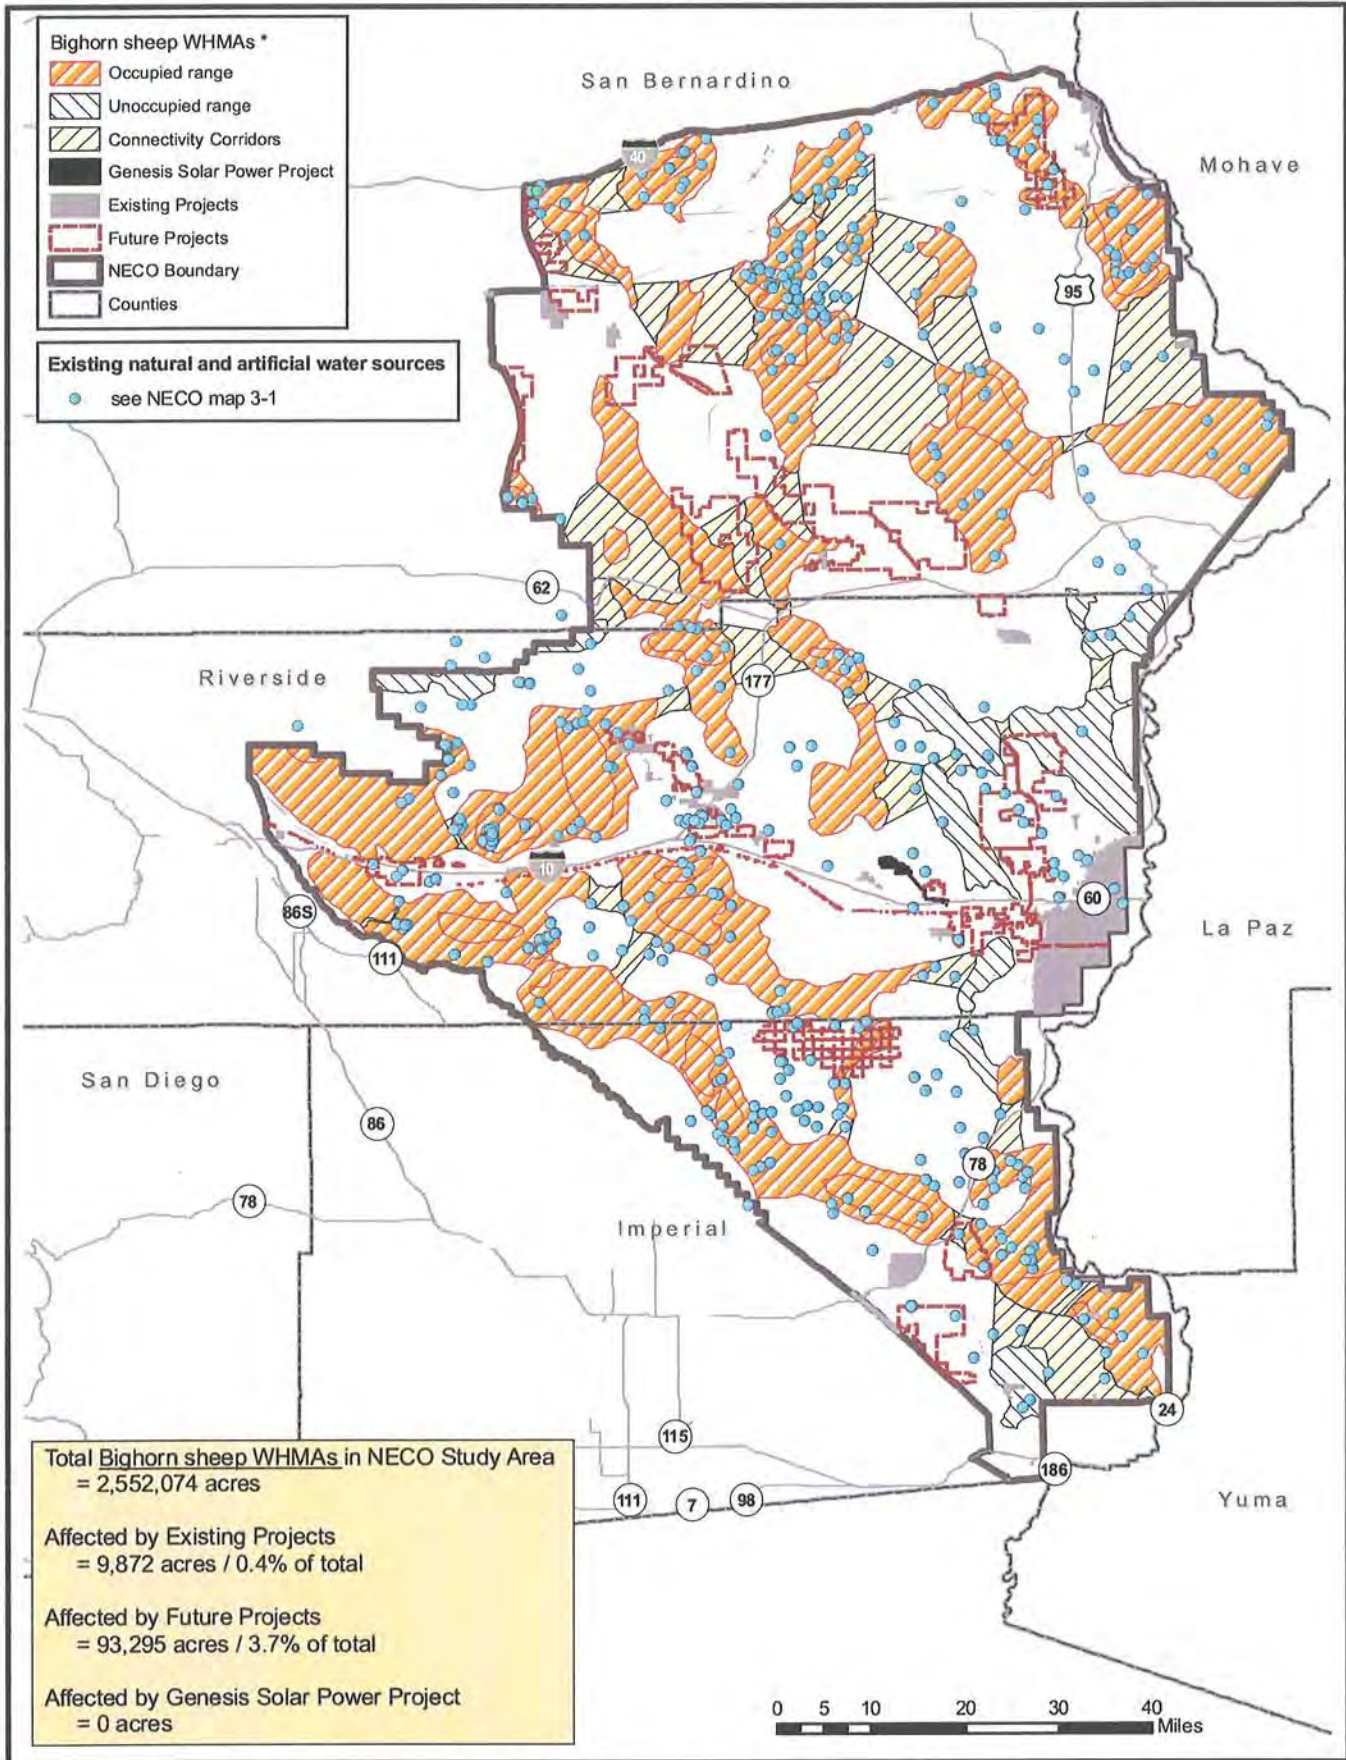 Bighorn sheep WHMAs *
Occupied range
Unoccupied range
Connectivity Corridors
Genesis Solar Power Project
Existing Projects
Future Projects
NECO Boundary
Counties
Existing natural and artificial water sources
see NECO map 3-1
San Bernardino
40
Mohave
95
62
Riverside
177
10
60
86S
111
La Paz
San Diego
86
78
78
Imperial
115
24
111
7
98
186
Yuma
Total Bighorn sheep WHMAs in NECO Study Area
= 2,552,074 acres
Affected by Existing Projects
= 9,872 acres / 0.4% of total
Affected by Future Projects
= 93,295 acres / 3.7% of total
Affected by Genesis Solar Power Project
= 0 acres
0 5 10 20 30 40
Miles